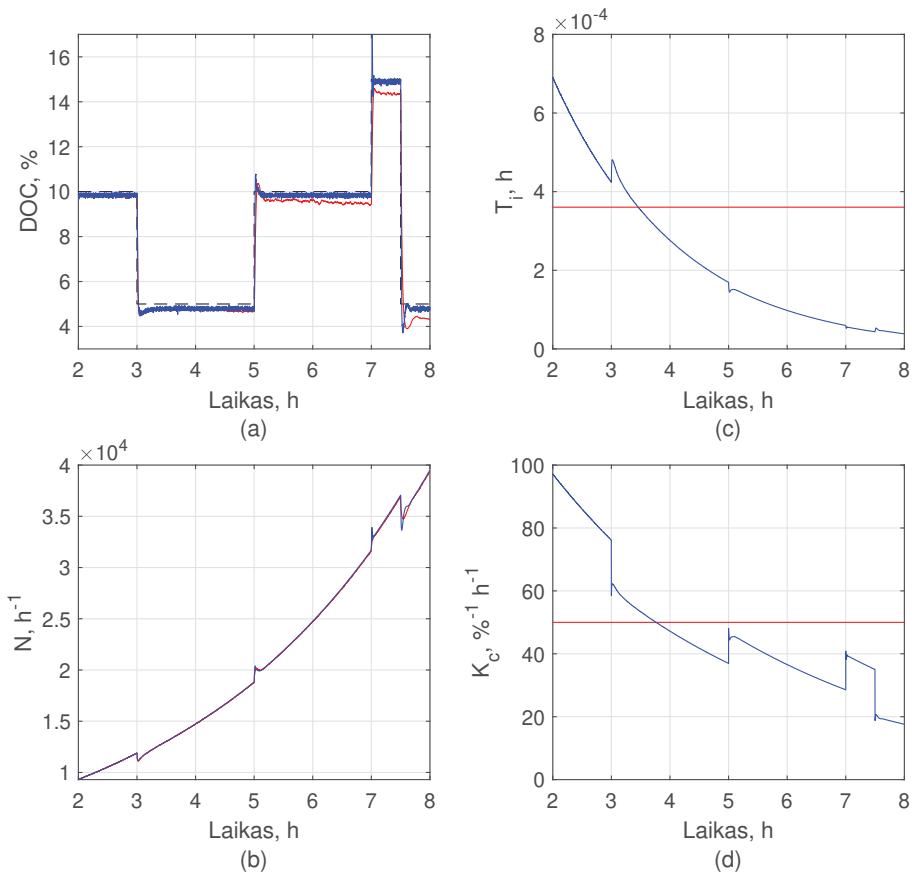 16
14
12
10
8
6
4
DOC, %
2 3 4 5 6 7 8
Laikas, h
(a)
×10⁻⁴
8
6
4
2
0
Tᵢ, h
2 3 4 5 6 7 8
Laikas, h
(c)
×10⁴
4
3.5
3
2.5
2
1.5
1
N, h⁻¹
2 3 4 5 6 7 8
Laikas, h
(b)
100
80
60
40
20
0
K_c, %⁻¹ h⁻¹
2 3 4 5 6 7 8
Laikas, h
(d)